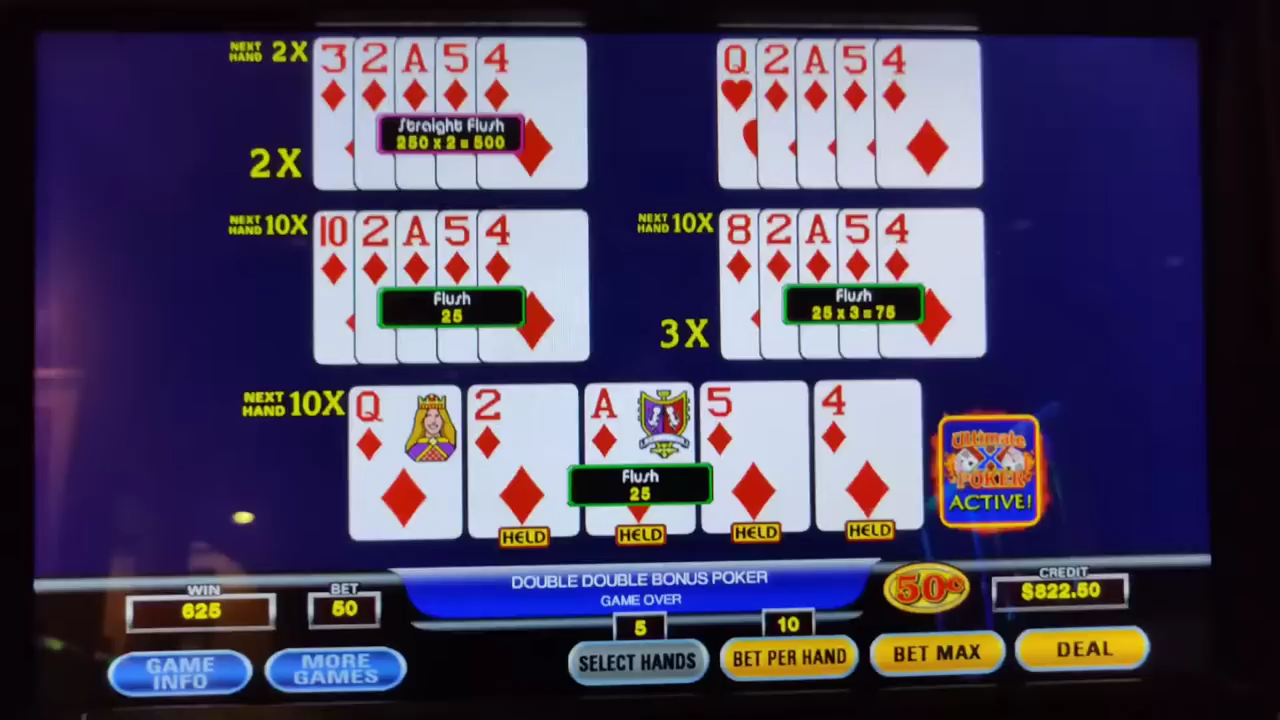 NEXT HAND 2X
3 2 A 5 4
Straight Flush
250 x 2 = 500
2X
Q 2 A 5 4
NEXT HAND 10X
10 2 A 5 4
Flush
25
NEXT HAND 10X
8 2 A 5 4
Flush
25 x 3 = 75
3X
NEXT HAND 10X
Q 2 A 5 4
Flush
25
HELD HELD HELD HELD
Ultimate
X
POKER
ACTIVE!
DOUBLE DOUBLE BONUS POKER
GAME OVER
WIN
625
BET
50
50¢
CREDIT
$822.50
5
10
GAME INFO
MORE GAMES
SELECT HANDS
BET PER HAND
BET MAX
DEAL